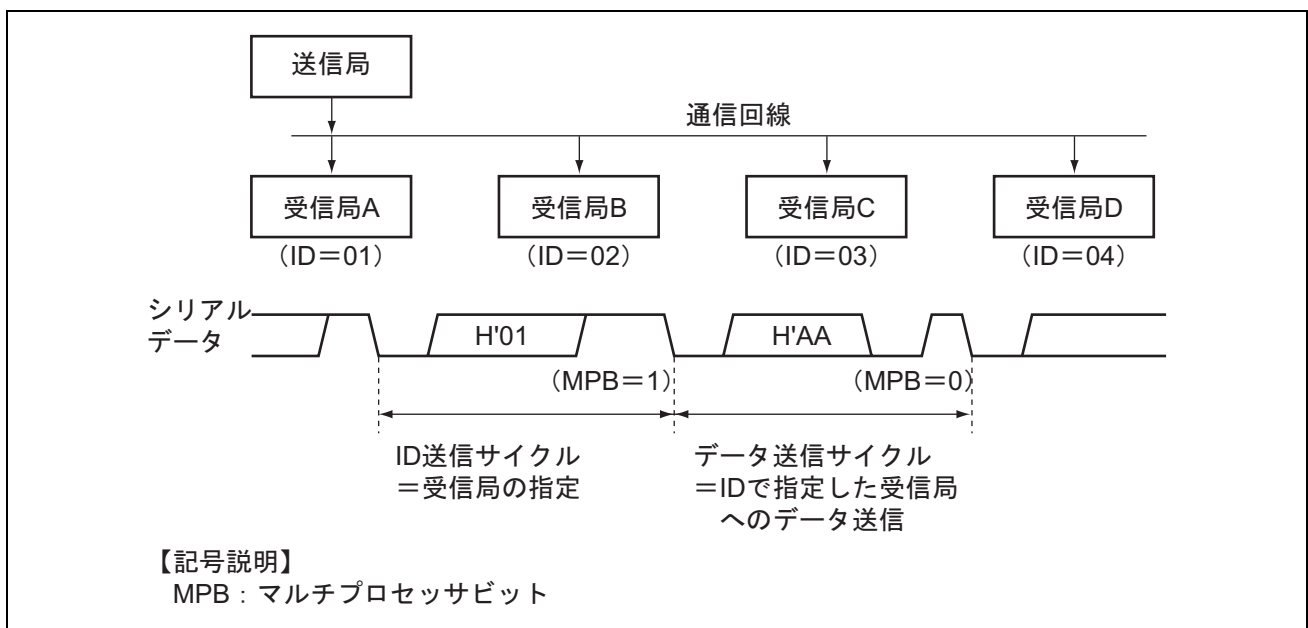 送信局
通信回線
受信局A 受信局B 受信局C 受信局D
(ID=01) (ID=02) (ID=03) (ID=04)
シリアル
データ
H'01 H'AA
(MPB=1) (MPB=0)
ID送信サイクル
=受信局の指定
データ送信サイクル
=IDで指定した受信局
へのデータ送信
【記号説明】
MPB:マルチプロセッサビット